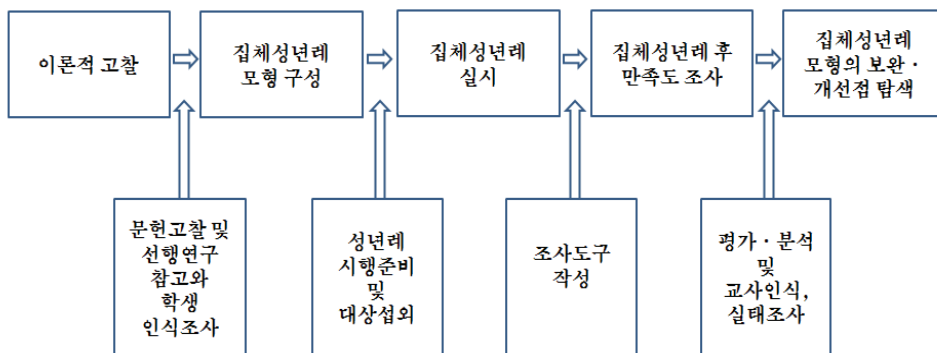 이론적 고찰
집체성년례
모형 구성
집체성년례
실시
집체성년례 후
만족도 조사
집체성년례
모형의 보완·
개선점 탐색
문헌고찰 및
선행연구
참고와
학생
인식조사
성년례
시행준비
및
대상섭외
조사도구
작성
평가·분석
및
교사인식,
실태조사